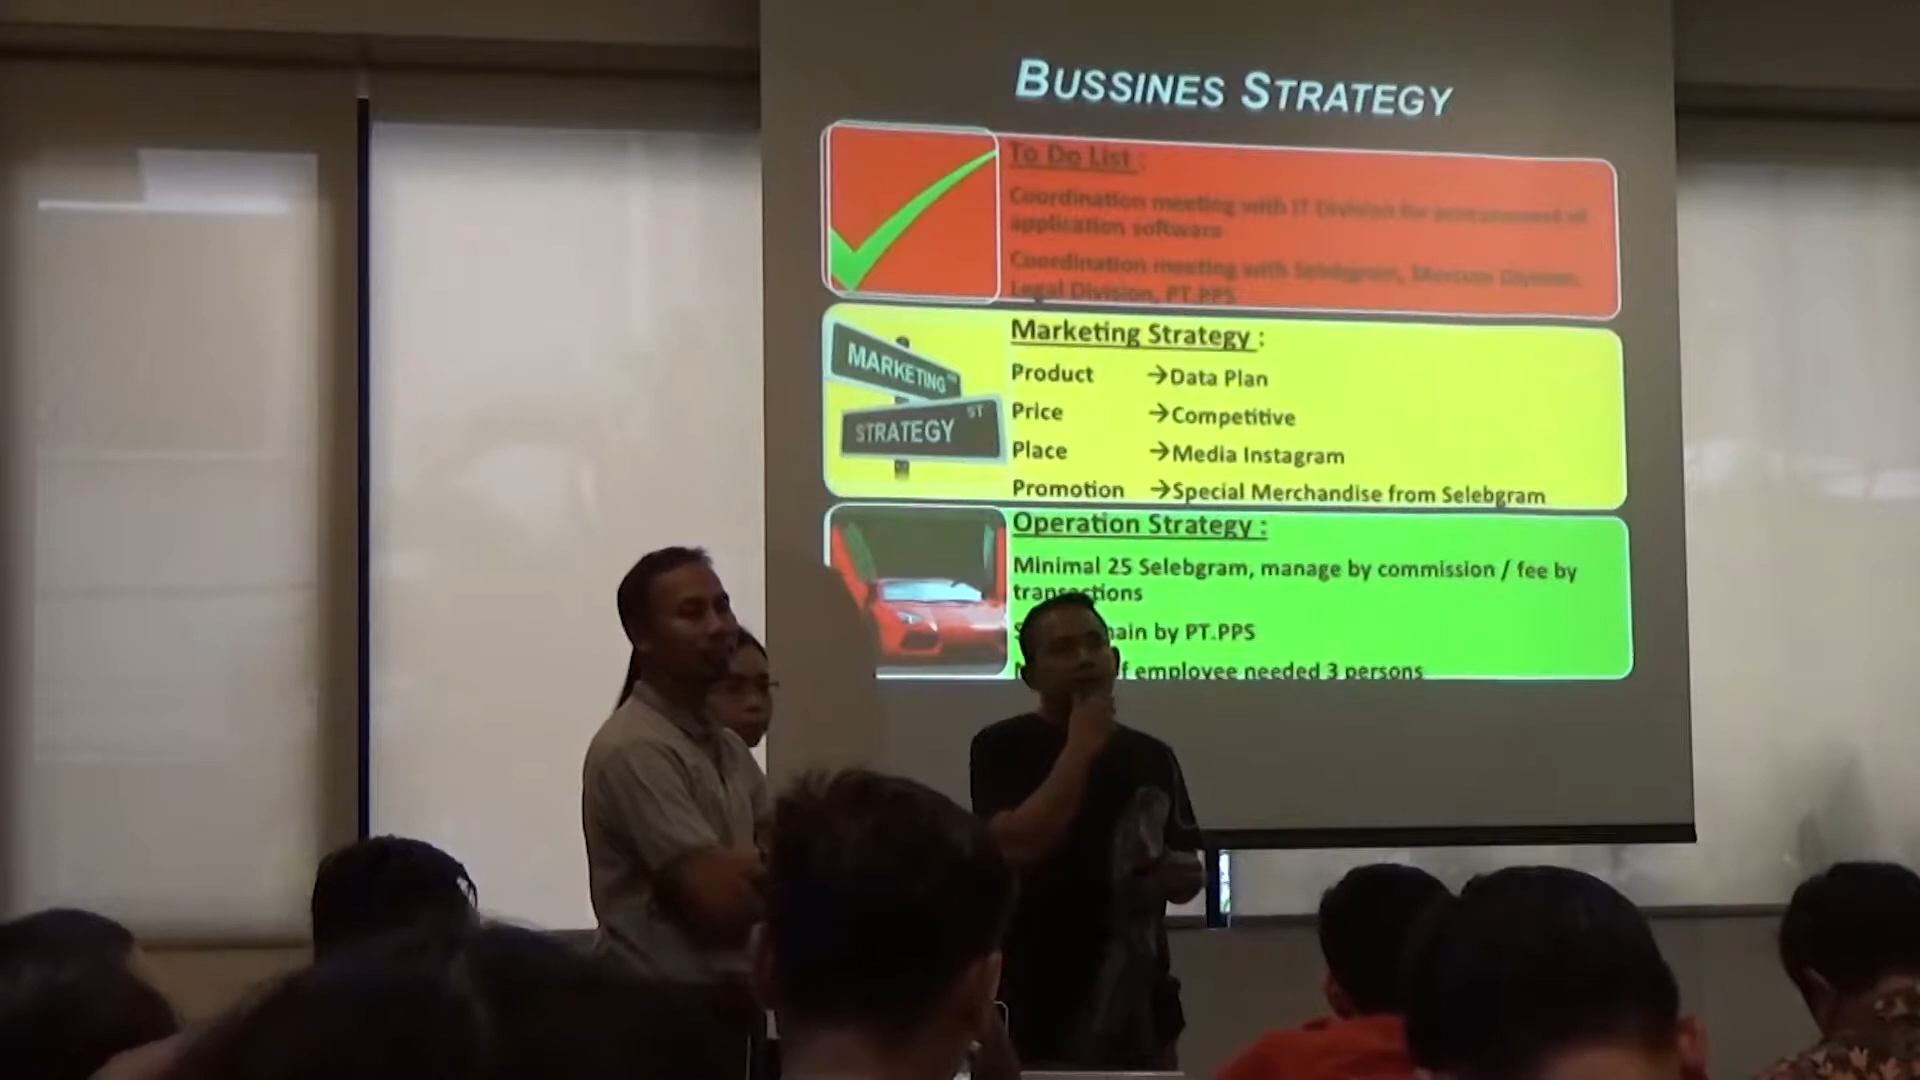 BUSSINES STRATEGY
To Do List :
Coordination meeting with IT Division for procurement of
application software
Coordination meeting with Selebgram, Division,
Legal Division, PT.PPS
MARKETING
STRATEGY ST
Marketing Strategy :
Product →Data Plan
Price →Competitive
Place →Media Instagram
Promotion →Special Merchandise from Selebgram
Operation Strategy :
Minimal 25 Selebgram, manage by commission / fee by
transactions
by PT.PPS
employee needed 3 persons